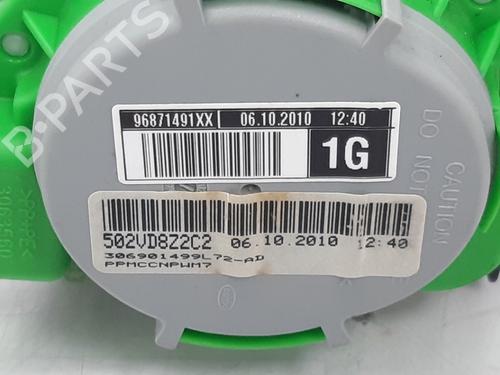 96871491XX 06.10.2010 12:40
1G
502VD8Z2C2 06.10.2010 12:40
306901499L72-AD
PPMCCNPWM7
CAUTION
DO NOT
B-PARTS